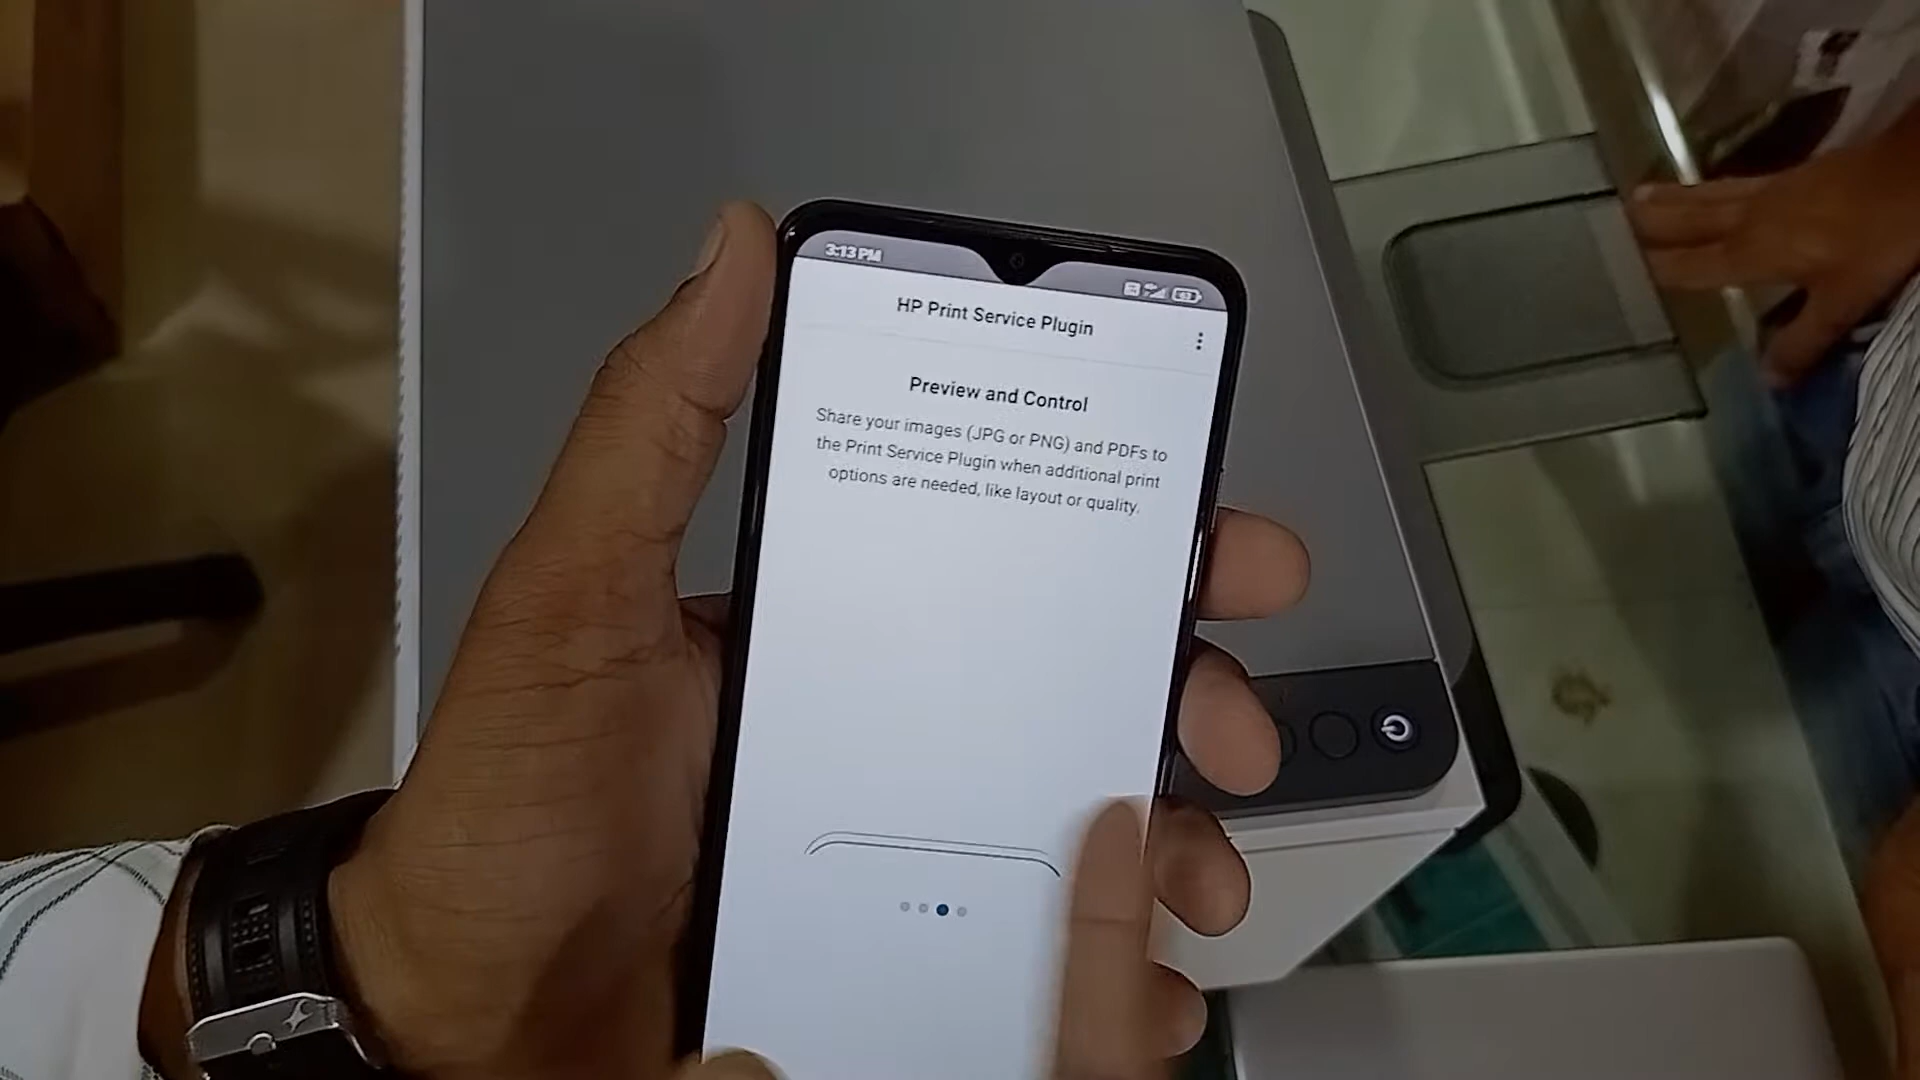 3:13 PM
63
HP Print Service Plugin
Preview and Control
Share your images (JPG or PNG) and PDFs to
the Print Service Plugin when additional print
options are needed, like layout or quality.